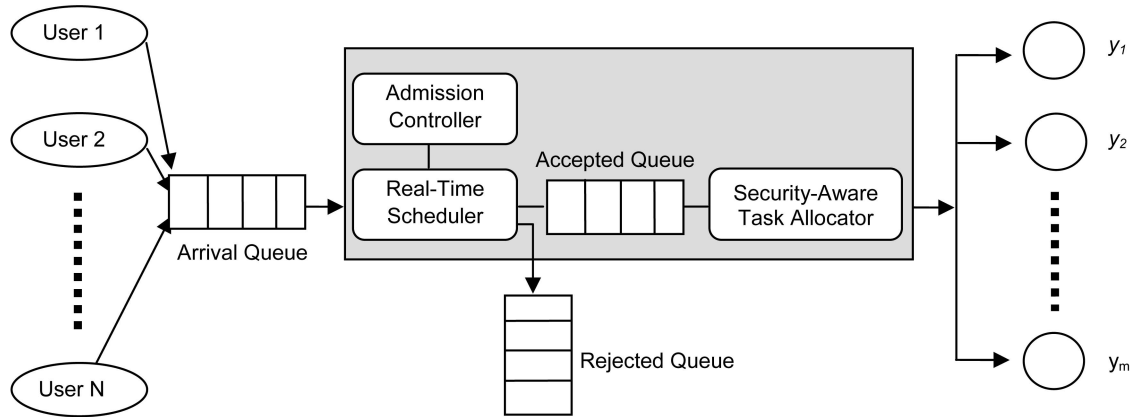 User 1
User 2
User N
Arrival Queue
Admission
Controller
Real-Time
Scheduler
Accepted Queue
Security-Aware
Task Allocator
Rejected Queue
y1
y2
ym